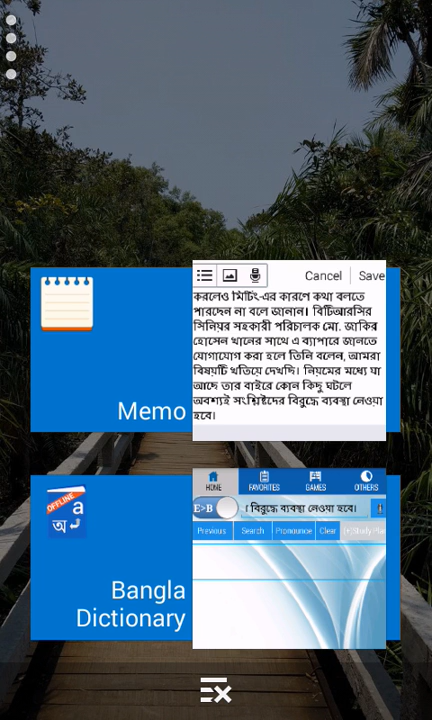 Cancel Save
করলেও মিটিং-এর কারণে কথা বলতে
পারছেন না বলে জানান। বিটিআরসির
সিনিয়র সহকারী পরিচালক মো. জাকির
হোসেন খানের সাথে এ ব্যাপারে জানতে
যোগাযোগ করা হলে তিনি বলেন, আমরা
বিষয়টি খতিয়ে দেখছি। নিয়মের মধ্যে যা
আছে তার বাইরে কোন কিছু ঘটলে
অবশ্যই সংশ্লিষ্টদের বিরুদ্ধে ব্যবস্থা নেওয়া
হবে।
Memo
HOME FAVORITES GAMES OTHERS
E>B বিরুদ্ধে ব্যবস্থা নেওয়া হবে।
Previous Search Pronounce Clear [+]Study Pla
OFFLINE
a
অ
Bangla
Dictionary